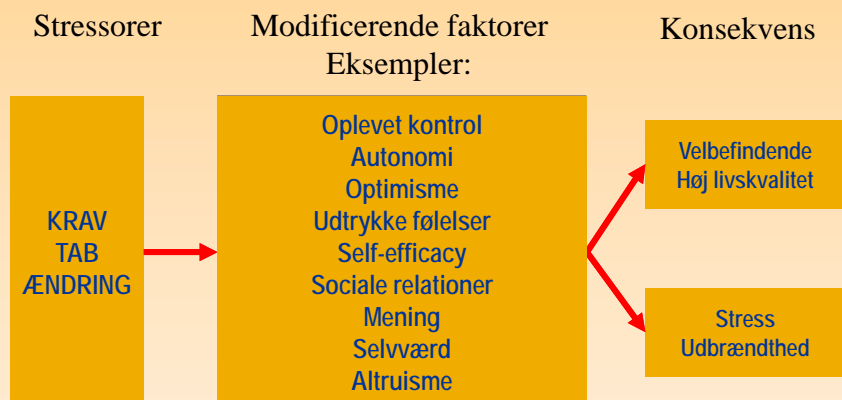 Stressorer
Modificerende faktorer
Eksempler:
Konsekvens
KRAV
TAB
ÆNDRING
Oplevet kontrol
Autonomi
Optimisme
Udtrykke følelser
Self-efficacy
Sociale relationer
Mening
Selvværd
Altruisme
Velbefindende
Høj livskvalitet
Stress
Udbrændthed